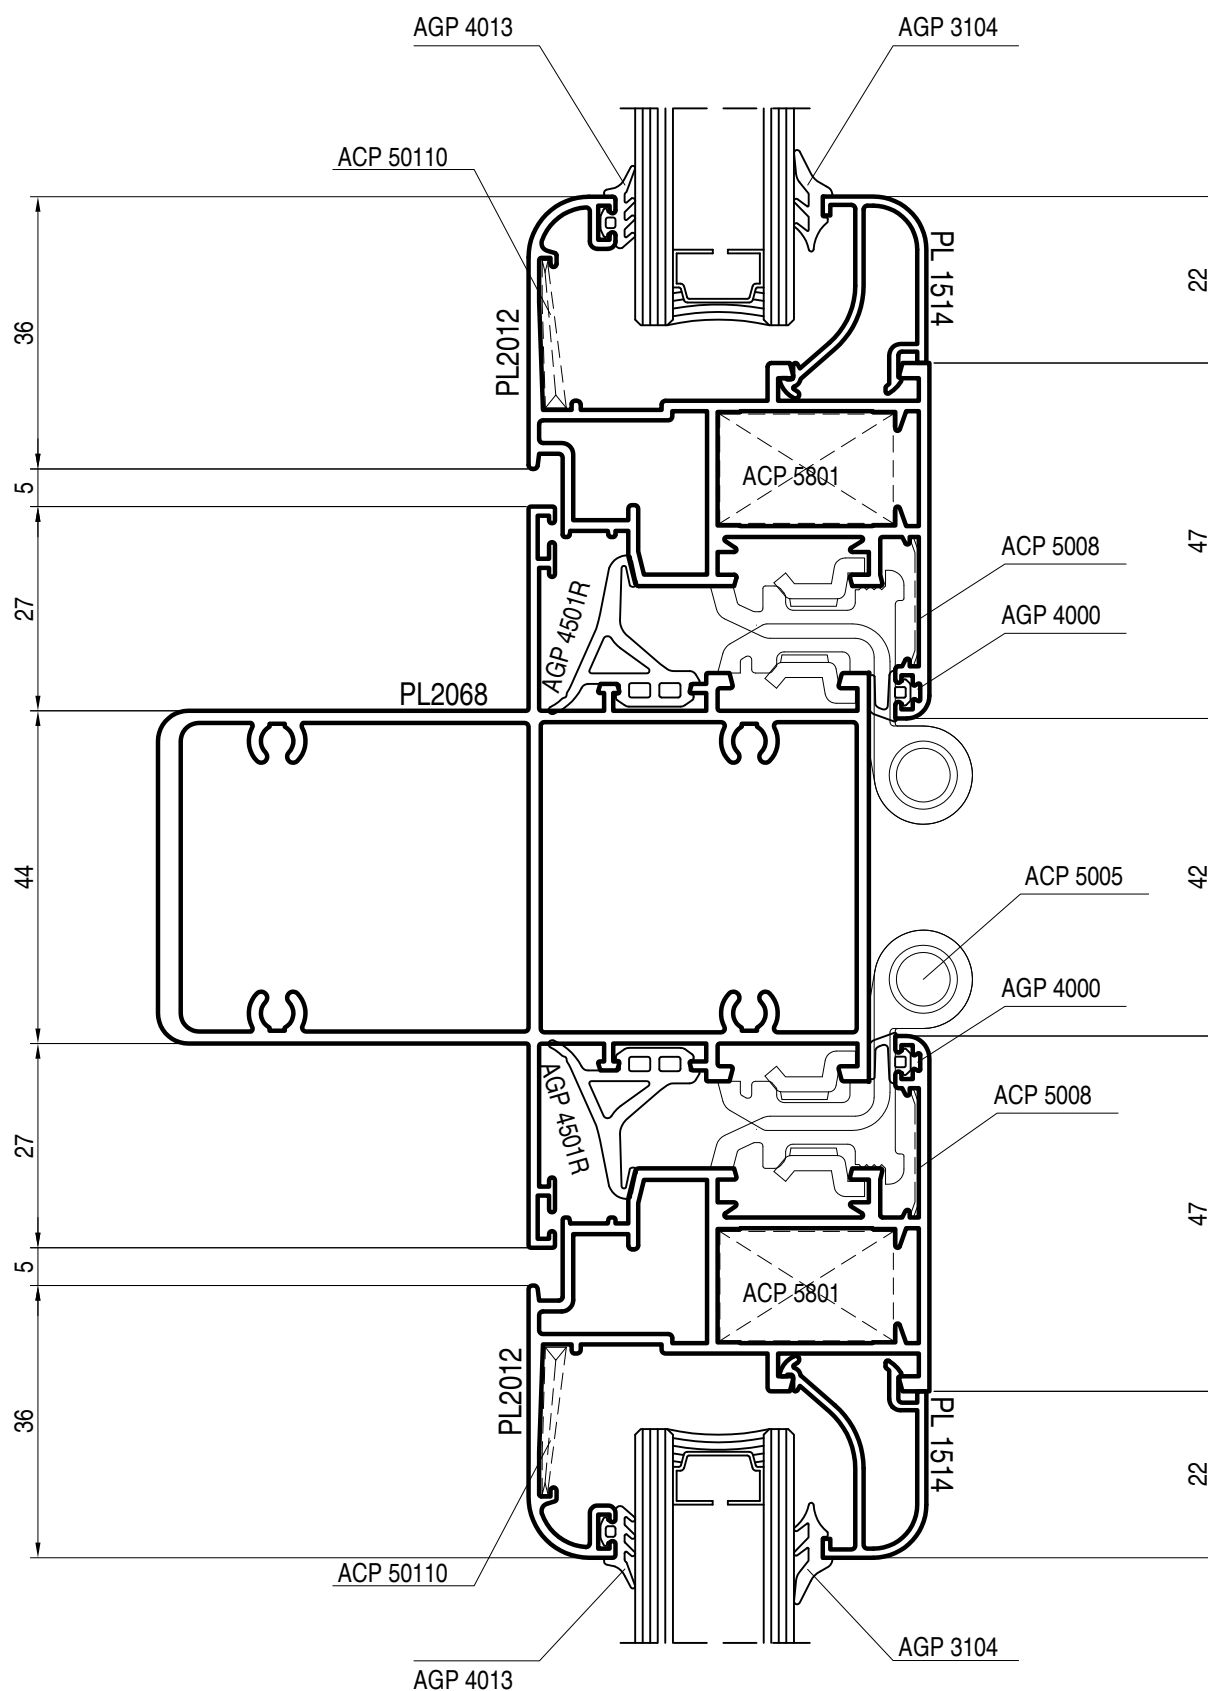 AGP 4013
AGP 3104
ACP 50110
PL 1514
22
36
PL2012
5
ACP 5801
47
ACP 5008
27
AGP 4501R
AGP 4000
PL2068
44
42
ACP 5005
AGP 4000
AGP 4501R
ACP 5008
27
47
5
ACP 5801
PL2012
36
PL 1514
22
ACP 50110
AGP 3104
AGP 4013